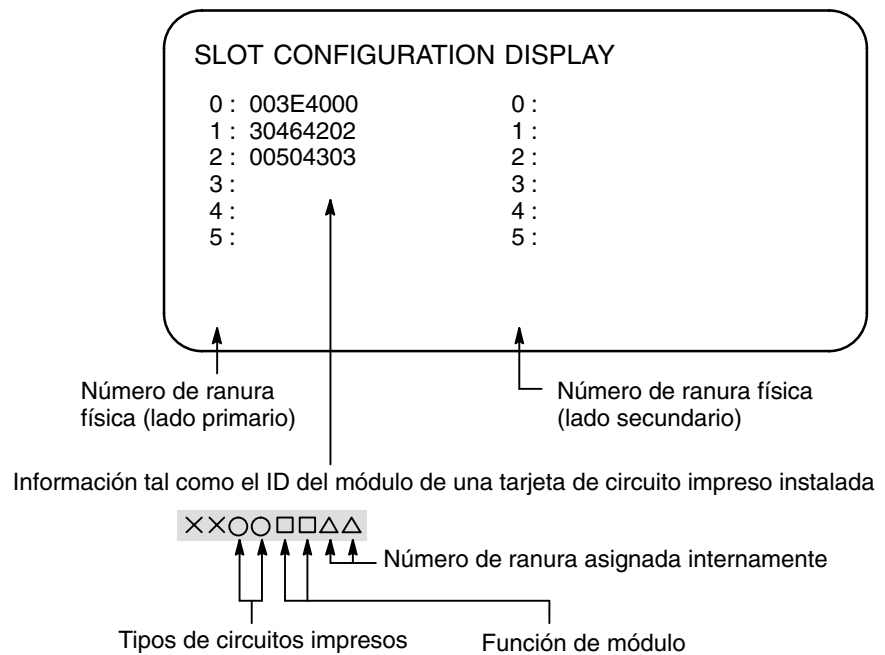 SLOT CONFIGURATION DISPLAY
0 : 003E4000 0 :
1 : 30464202 1 :
2 : 00504303 2 :
3 : 3 :
4 : 4 :
5 : 5 :
Número de ranura física (lado primario)
Número de ranura física (lado secundario)
Información tal como el ID del módulo de una tarjeta de circuito impreso instalada
××○○□□△△
Número de ranura asignada internamente
Tipos de circuitos impresos
Función de módulo